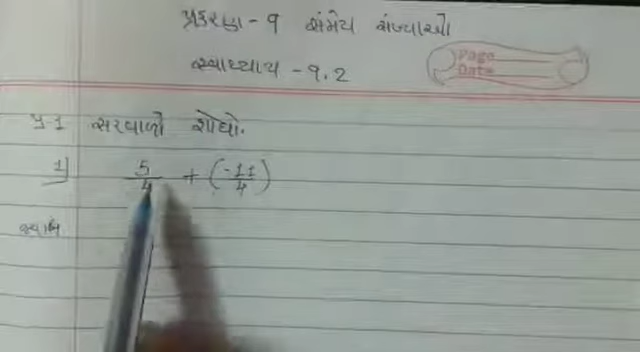 પ્રકરણ - 9 સંમેય સંખ્યાઓ
સ્વાધ્યાય - 9.2
Page
Date
પ્ર-1 સરવાળો શોધો.
1) 5/4 + (-11/4)
જવાબ